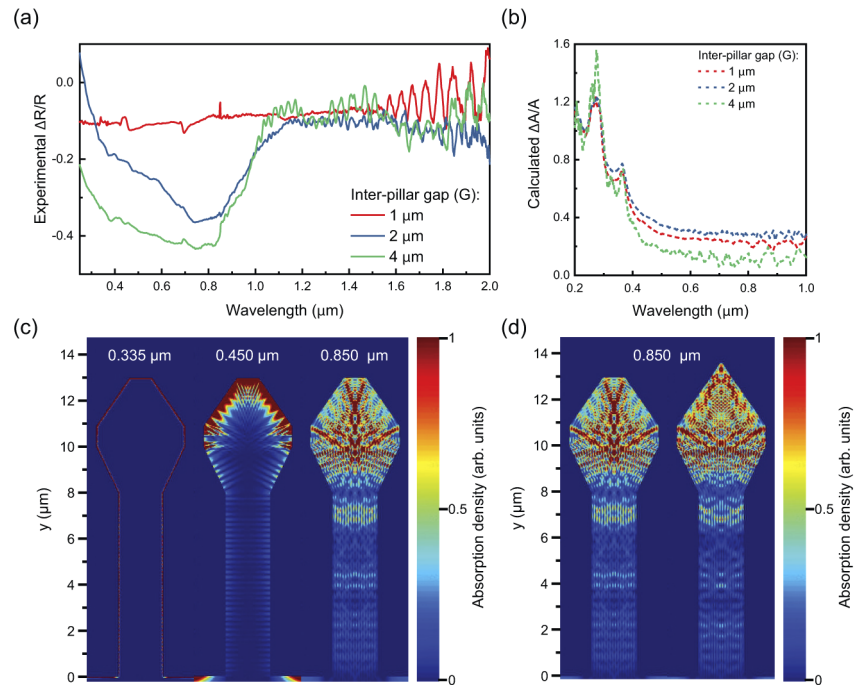 (a)
Experimental ΔR/R
0.0
-0.2
-0.4
Inter-pillar gap (G):
1 μm
2 μm
4 μm
0.4 0.6 0.8 1.0 1.2 1.4 1.6 1.8 2.0
Wavelength (μm)
(b)
Calculated ΔA/A
1.6
1.2
0.8
0.4
0.0
Inter-pillar gap (G):
1 μm
2 μm
4 μm
0.2 0.4 0.6 0.8 1.0
Wavelength (μm)
(c)
y (μm)
14
12
10
8
6
4
2
0
0.335 μm 0.450 μm 0.850 μm
1
0.5
0
Absorption density (arb. units)
(d)
y (μm)
14
12
10
8
6
4
2
0
0.850 μm
1
0.5
0
Absorption density (arb. units)